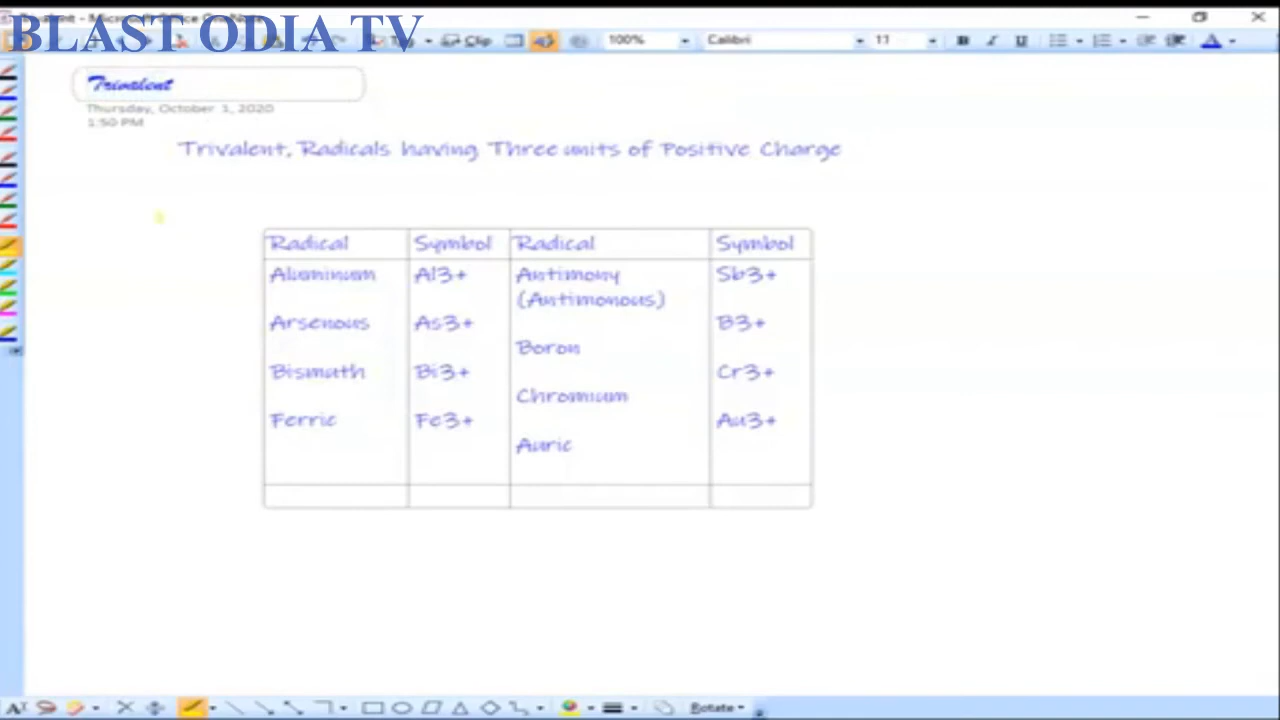 BLAST ODIA TV
Clip
100%
Calibri
11
B I U
A
Trivalent
Thursday, October 1, 2020
1:50 PM
Trivalent, Radicals having Three units of Positive Charge
Radical Symbol Radical Symbol
Aluminum Al3+ Antimony Sb3+
(Antimonous)
Arsenous As3+ B3+
Boron
Bismuth Bi3+ Cr3+
Chromium
Ferric Fe3+ Au3+
Auric
Rotate